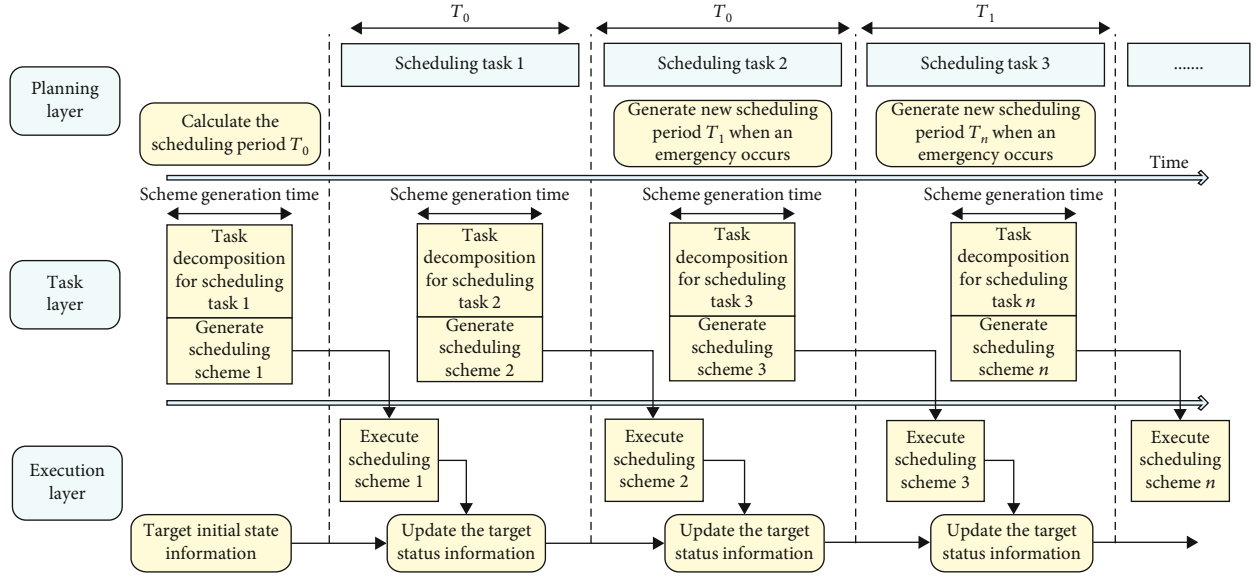 T₀
T₀
T₁
Planning
layer
Scheduling task 1
Scheduling task 2
Scheduling task 3
.......
Calculate the
scheduling period T₀
Generate new scheduling
period T₁ when an
emergency occurs
Generate new scheduling
period Tₙ when an
emergency occurs
Time
Scheme generation time
Scheme generation time
Scheme generation time
Scheme generation time
Task
layer
Task
decomposition
for scheduling
task 1
Generate
scheduling
scheme 1
Task
decomposition
for scheduling
task 2
Generate
scheduling
scheme 2
Task
decomposition
for scheduling
task 3
Generate
scheduling
scheme 3
Task
decomposition
for scheduling
task n
Generate
scheduling
scheme n
Execution
layer
Execute
scheduling
scheme 1
Execute
scheduling
scheme 2
Execute
scheduling
scheme 3
Execute
scheduling
scheme n
Target initial state
information
Update the target
status information
Update the target
status information
Update the target
status information